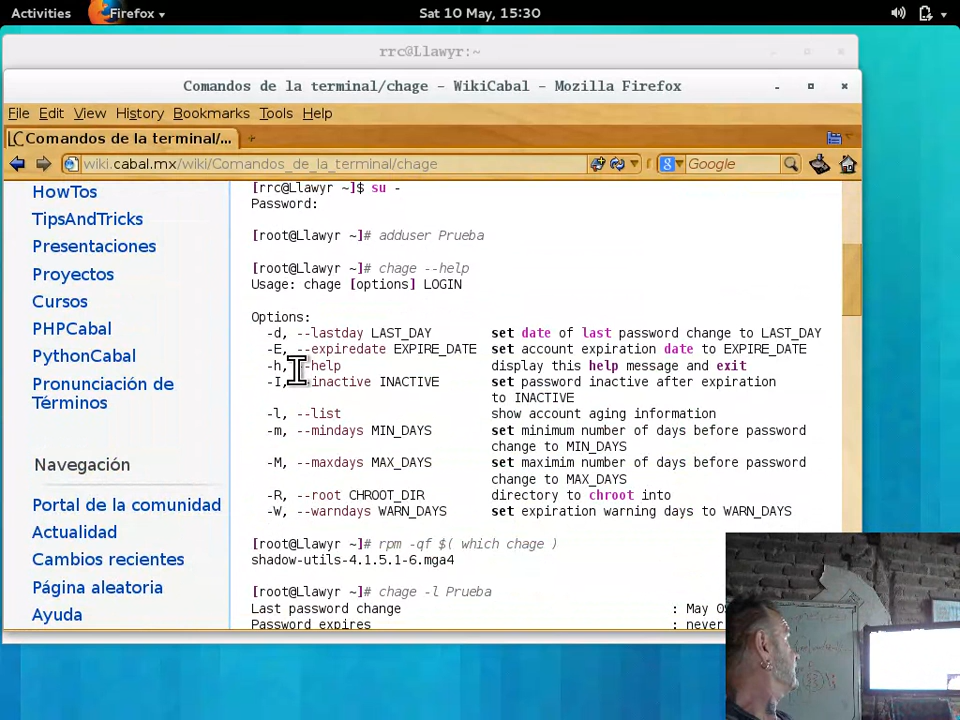 Activities Firefox Sat 10 May, 15:30
rrc@Llawyr:~
Comandos de la terminal/chage - WikiCabal - Mozilla Firefox
File Edit View History Bookmarks Tools Help
Comandos de la terminal/...
wiki.cabal.mx/wiki/Comandos_de_la_terminal/chage
Google
HowTos
TipsAndTricks
Presentaciones
Proyectos
Cursos
PHPCabal
PythonCabal
Pronunciación de
Términos
Navegación
Portal de la comunidad
Actualidad
Cambios recientes
Página aleatoria
Ayuda
[rrc@Llawyr ~]$ su -
Password:
[root@Llawyr ~]# adduser Prueba
[root@Llawyr ~]# chage --help
Usage: chage [options] LOGIN
Options:
-d, --lastday LAST_DAY set date of last password change to LAST_DAY
-E, --expiredate EXPIRE_DATE set account expiration date to EXPIRE_DATE
-h, --help display this help message and exit
-I, --inactive INACTIVE set password inactive after expiration
to INACTIVE
-l, --list show account aging information
-m, --mindays MIN_DAYS set minimum number of days before password
change to MIN_DAYS
-M, --maxdays MAX_DAYS set maximim number of days before password
change to MAX_DAYS
-R, --root CHROOT_DIR directory to chroot into
-W, --warndays WARN_DAYS set expiration warning days to WARN_DAYS
[root@Llawyr ~]# rpm -qf $( which chage )
shadow-utils-4.1.5.1-6.mga4
[root@Llawyr ~]# chage -l Prueba
Last password change : May
Password expires : never